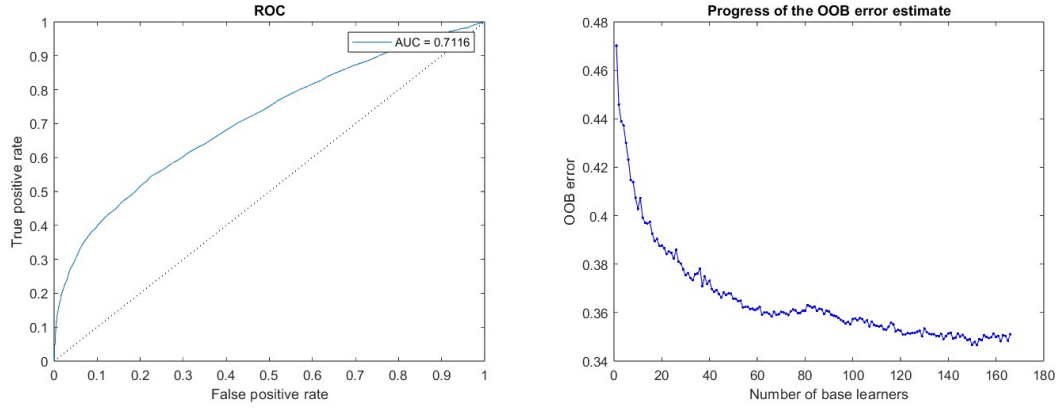 ROC
AUC = 0.7116
1
0.9
0.8
0.7
0.6
0.5
0.4
0.3
0.2
0.1
0
True positive rate
0 0.1 0.2 0.3 0.4 0.5 0.6 0.7 0.8 0.9 1
False positive rate
Progress of the OOB error estimate
0.48
0.46
0.44
0.42
0.4
0.38
0.36
0.34
OOB error
0 20 40 60 80 100 120 140 160 180
Number of base learners